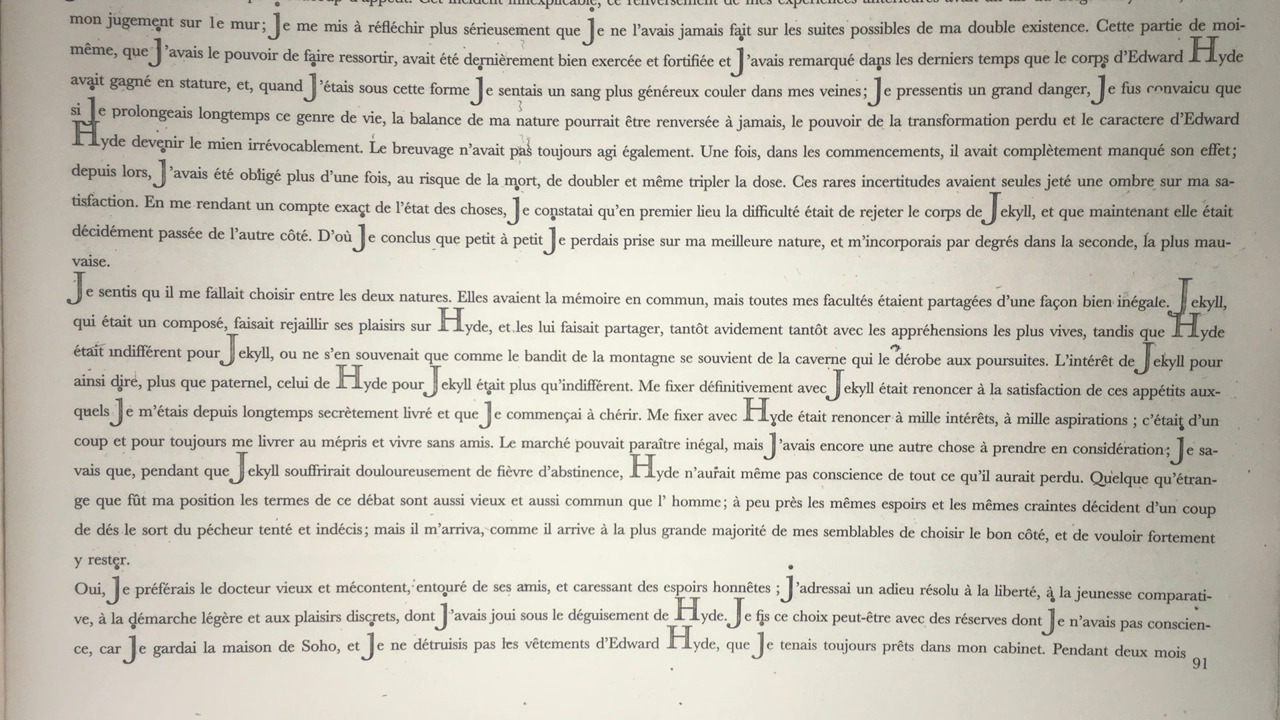 mon jugement sur le mur; Je me mis à réfléchir plus sérieusement que Je ne l'avais jamais fait sur les suites possibles de ma double existence. Cette partie de moi-
même, que J'avais le pouvoir de faire ressortir, avait été dernièrement bien exercée et fortifiée et J'avais remarqué dans les derniers temps que le corps d'Edward Hyde
avait gagné en stature, et, quand J'étais sous cette forme Je sentais un sang plus généreux couler dans mes veines; Je pressentis un grand danger, Je fus convaicu que
si Je prolongeais longtemps ce genre de vie, la balance de ma nature pourrait être renversée à jamais, le pouvoir de la transformation perdu et le caractere d'Edward
Hyde devenir le mien irrévocablement. Le breuvage n'avait pas toujours agi également. Une fois, dans les commencements, il avait complètement manqué son effet;
depuis lors, J'avais été obligé plus d'une fois, au risque de la mort, de doubler et même tripler la dose. Ces rares incertitudes avaient seules jeté une ombre sur ma sa-
tisfaction. En me rendant un compte exact de l'état des choses, Je constatai qu'en premier lieu la difficulté était de rejeter le corps de Jekyll, et que maintenant elle était
décidément passée de l'autre côté. D'où Je conclus que petit à petit Je perdais prise sur ma meilleure nature, et m'incorporais par degrés dans la seconde, la plus mau-
vaise.
Je sentis qu il me fallait choisir entre les deux natures. Elles avaient la mémoire en commun, mais toutes mes facultés étaient partagées d'une façon bien inégale. Jekyll,
qui était un composé, faisait rejaillir ses plaisirs sur Hyde, et les lui faisait partager, tantôt avidement tantôt avec les appréhensions les plus vives, tandis que Hyde
était indifférent pour Jekyll, ou ne s'en souvenait que comme le bandit de la montagne se souvient de la caverne qui le dérobe aux poursuites. L'intérêt de Jekyll pour
ainsi dire, plus que paternel, celui de Hyde pour Jekyll était plus qu'indifférent. Me fixer définitivement avec Jekyll était renoncer à la satisfaction de ces appétits aux-
quels Je m'étais depuis longtemps secrètement livré et que Je commençai à chérir. Me fixer avec Hyde était renoncer à mille intérêts, à mille aspirations ; c'était d'un
coup et pour toujours me livrer au mépris et vivre sans amis. Le marché pouvait paraître inégal, mais J'avais encore une autre chose à prendre en considération; Je sa-
vais que, pendant que Jekyll souffrirait douloureusement de fièvre d'abstinence, Hyde n'aurait même pas conscience de tout ce qu'il aurait perdu. Quelque qu'étran-
ge que fût ma position les termes de ce débat sont aussi vieux et aussi commun que l' homme; à peu près les mêmes espoirs et les mêmes craintes décident d'un coup
de dés le sort du pécheur tenté et indécis; mais il m'arriva, comme il arrive à la plus grande majorité de mes semblables de choisir le bon côté, et de vouloir fortement
y rester.
Oui, Je préférais le docteur vieux et mécontent, entouré de ses amis, et caressant des espoirs honnêtes ; J'adressai un adieu résolu à la liberté, à la jeunesse comparati-
ve, à la démarche légère et aux plaisirs discrets, dont J'avais joui sous le déguisement de Hyde. Je fis ce choix peut-être avec des réserves dont Je n'avais pas conscien-
ce, car Je gardai la maison de Soho, et Je ne détruisis pas les vêtements d'Edward Hyde, que Je tenais toujours prêts dans mon cabinet. Pendant deux mois
91